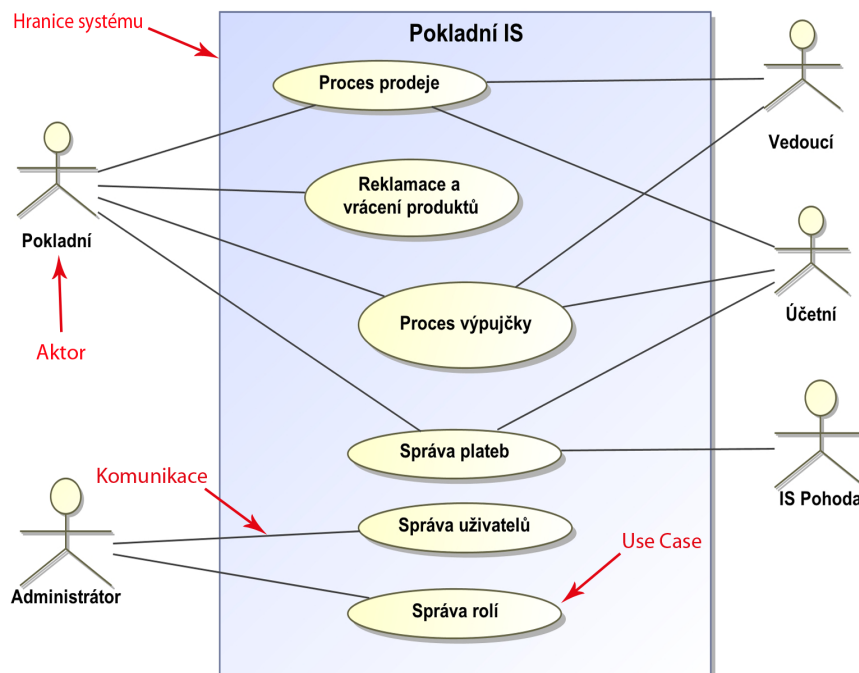 Hranice systému
Pokladní IS
Proces prodeje
Vedoucí
Reklamace a
vrácení produktů
Pokladní
Účetní
Proces výpujčky
Aktor
Správa plateb
Komunikace
IS Pohoda
Správa uživatelů
Use Case
Administrátor
Správa rolí